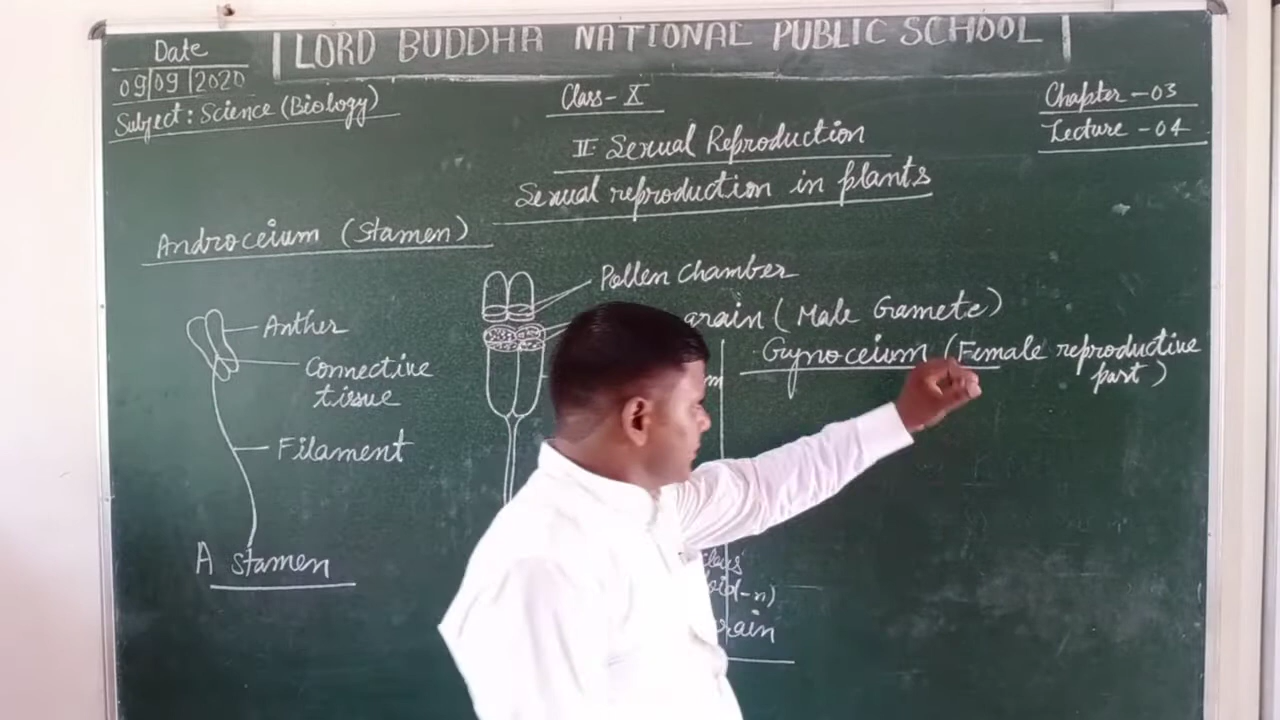 Date
09/09/2020
LORD BUDDHA NATIONAL PUBLIC SCHOOL
Subject: Science (Biology)
Class - X
Chapter - 03
Lecture - 04
II. Sexual Reproduction
Sexual reproduction in plants
Androceium (Stamen)
Pollen chamber
grain (Male Gramete)
Anther
Connective
tissue
Filament
A stamen
Gynoceium (Female reproductive
part)